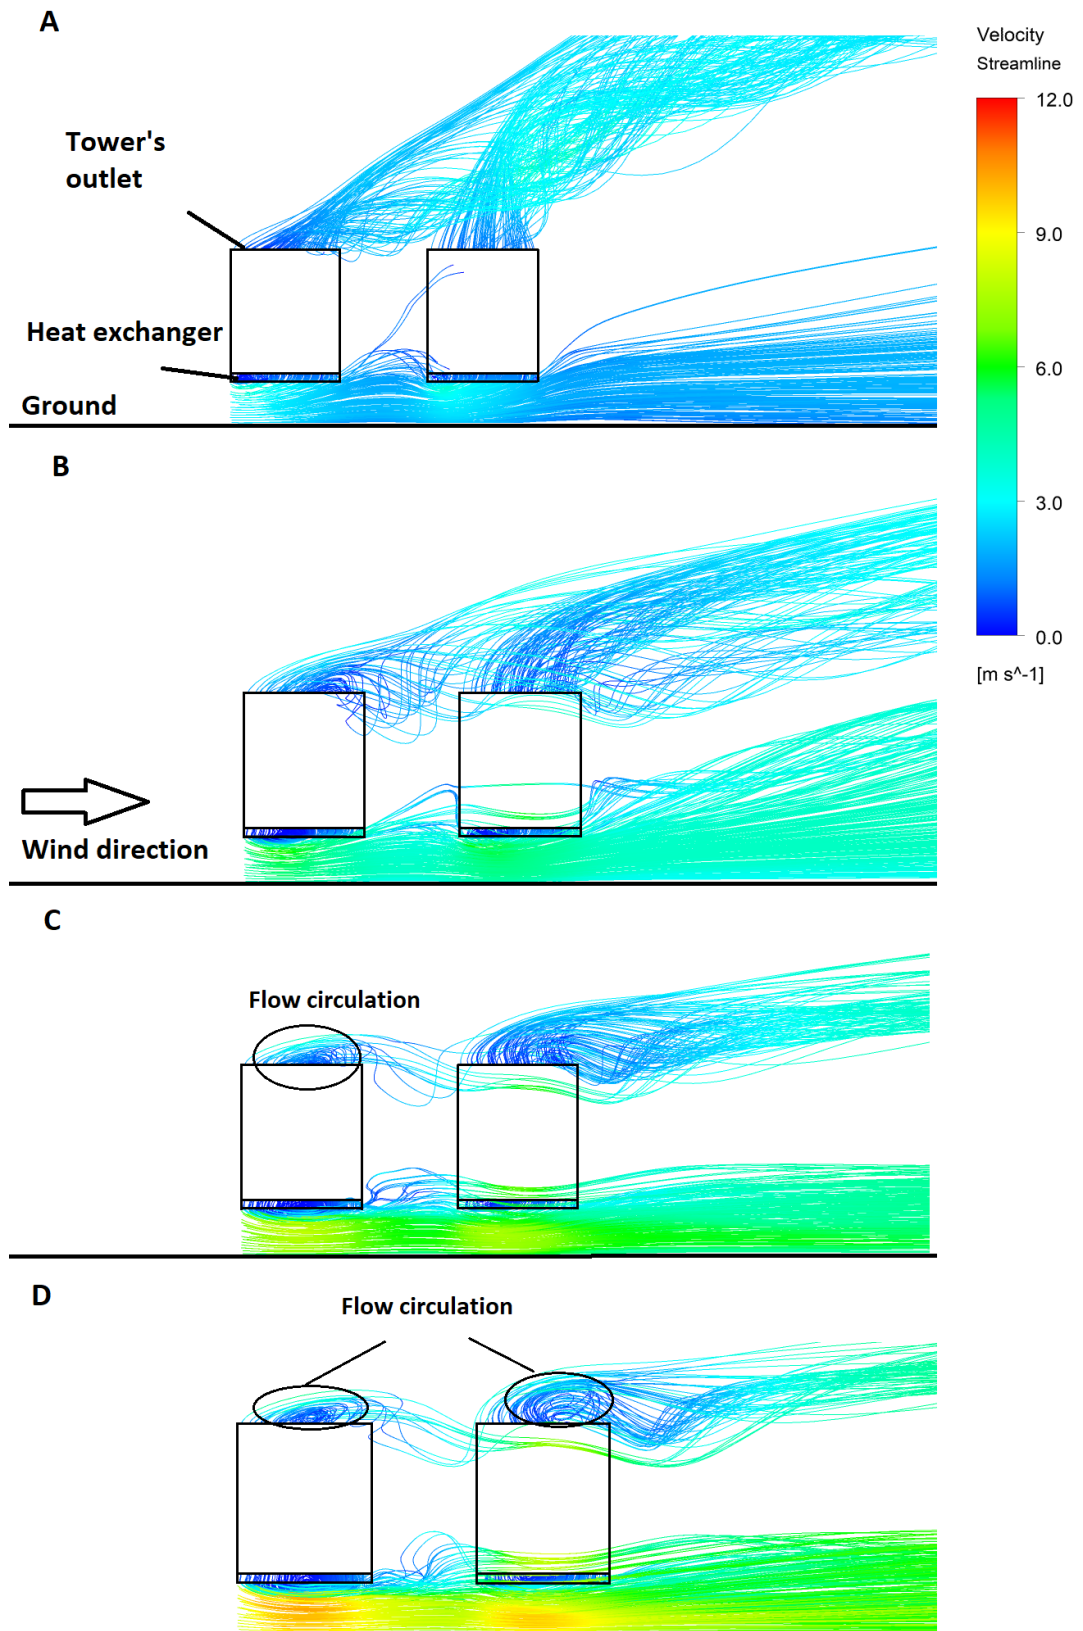 A
Velocity
Streamline
12.0
Tower's
outlet
9.0
Heat exchanger
6.0
Ground
B
3.0
0.0
[m s^-1]
Wind direction
C
Flow circulation
D
Flow circulation